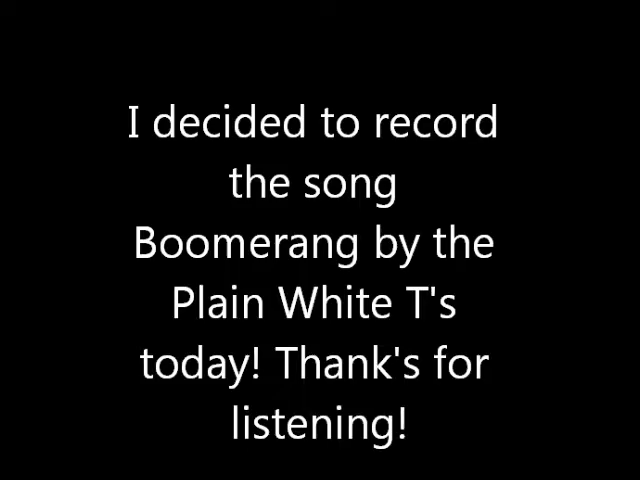 I decided to record
the song
Boomerang by the
Plain White T's
today! Thank's for
listening!